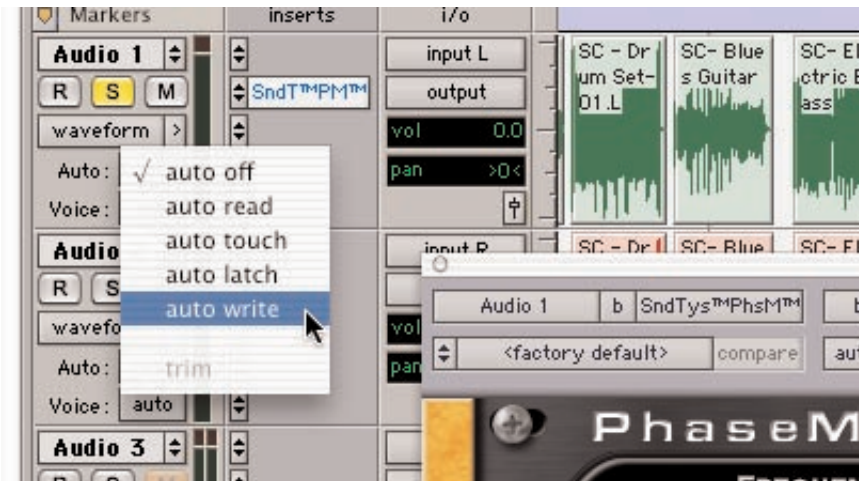 Markers inserts i/o
Audio 1 input L
R S M SndT™PM™ output
waveform > vol 0.0
Auto: pan >0<
Voice:
√ auto off
auto read
auto touch
auto latch
auto write
trim
SC - Dr
um Set-
01.L
SC- Blue
s Guitar
SC- El
ctric B
ass
Audio input R SC - Dr SC- Blue SC- El
R S
wavefo vol
Auto: pan
Voice: auto
Audio 1 b SndTys™PhsM™ b
<factory default> compare au
PhaseM
FREQUEN
Audio 3
R S M